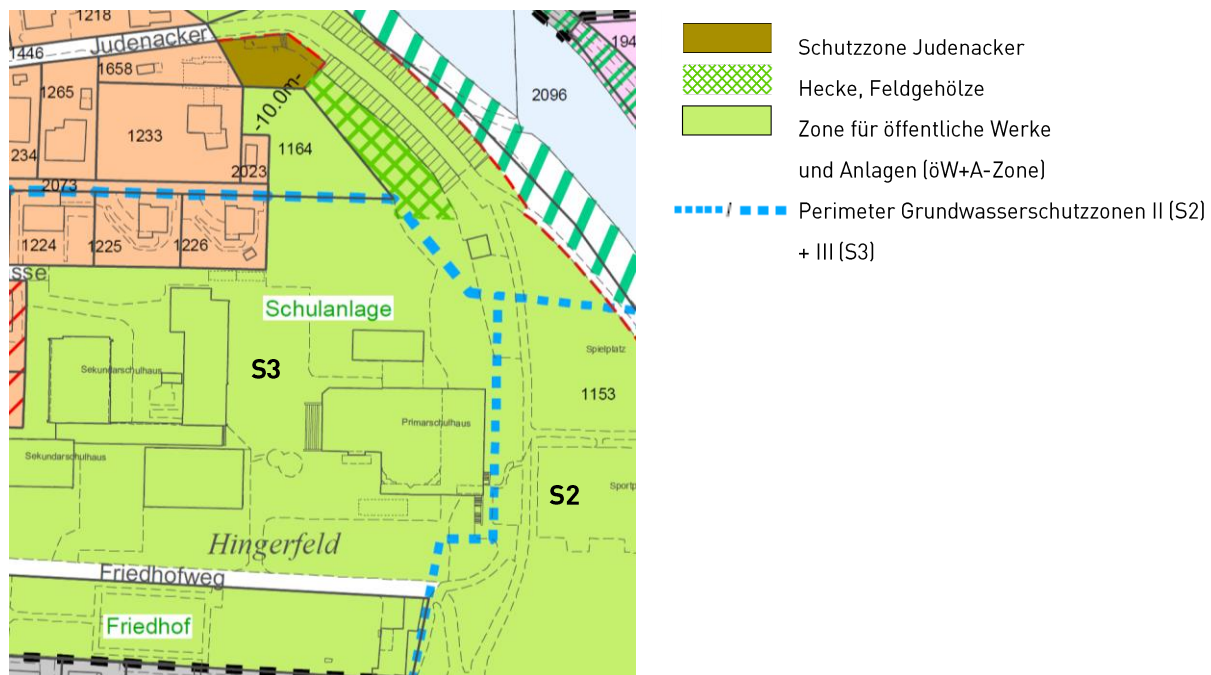 1218
1446
Judenacker
1658
1265
1233
234
2023
2073
-10.0m-
1164
2096
194
1224
1225
1226
sse
Schulanlage
Sekundarschulhaus
S3
Spielplatz
1153
Primarschulhaus
Sekundarschulhaus
S2
Sportp
Hingerfeld
Friedhofweg
Friedhof
Schutzzone Judenacker
Hecke, Feldgehölze
Zone für öffentliche Werke
und Anlagen (öW+A-Zone)
/ Perimeter Grundwasserschutzzonen II (S2)
+ III (S3)